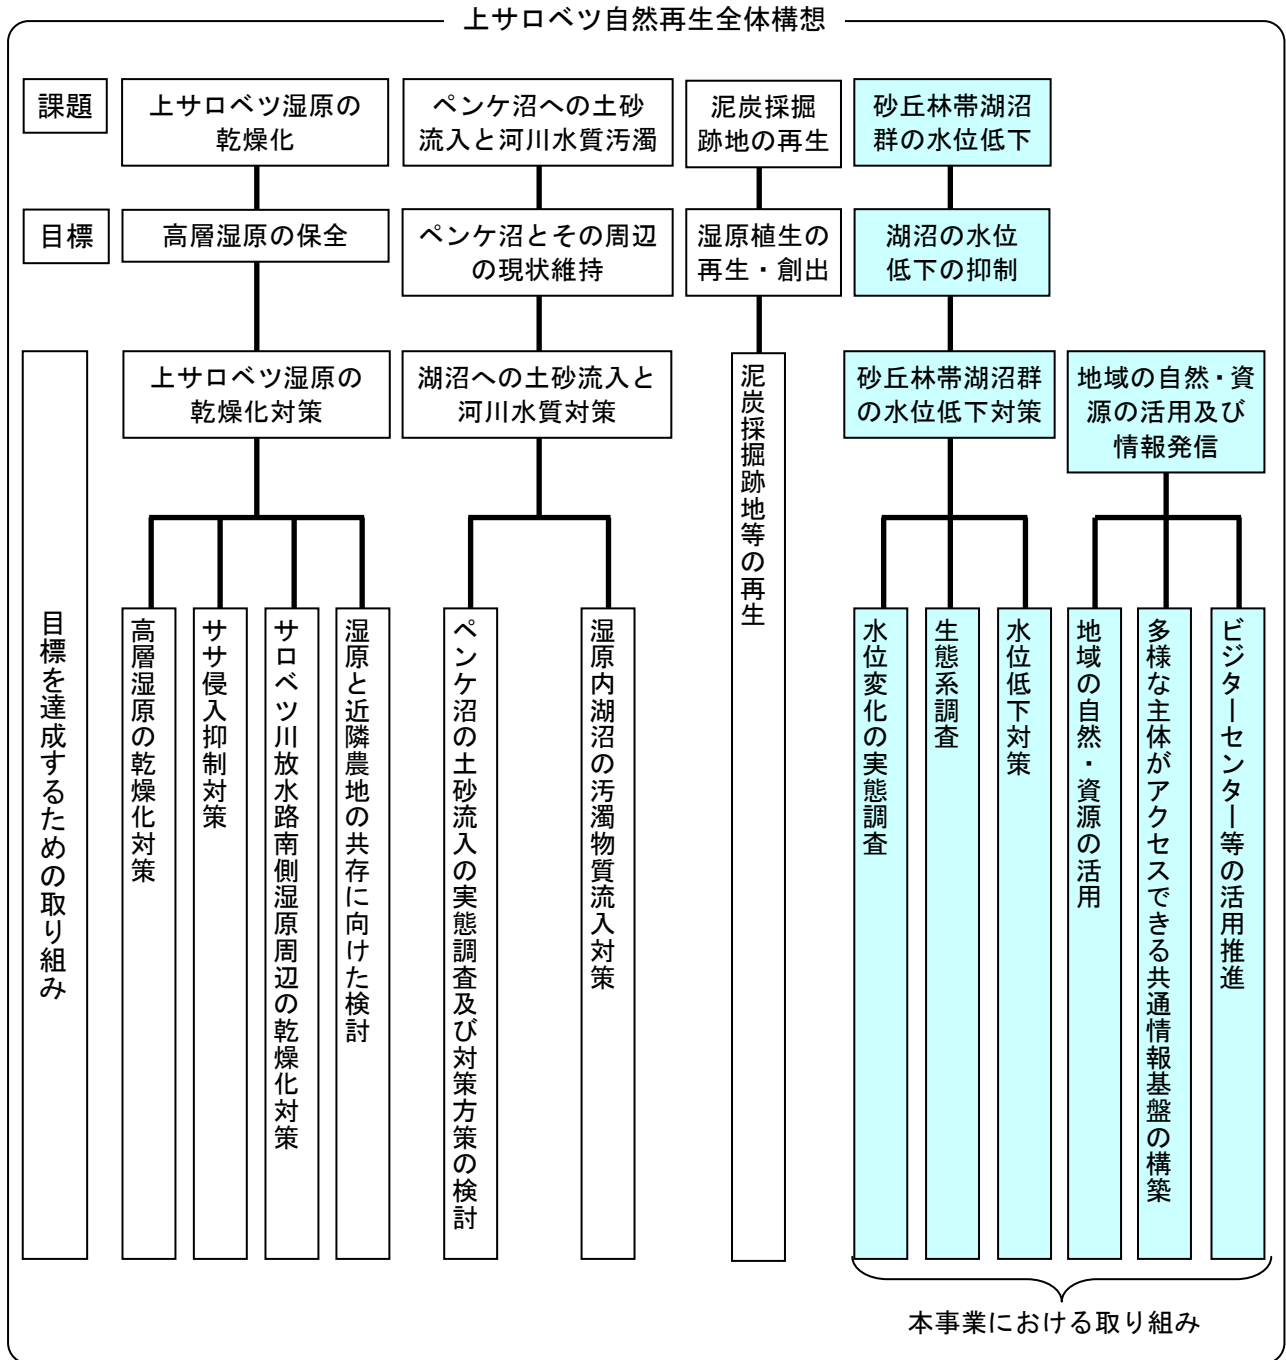 上サロベツ自然再生全体構想
課題
上サロベツ湿原の
乾燥化
ペンケ沼への土砂
流入と河川水質汚濁
泥炭採掘
跡地の再生
砂丘林帯湖沼
群の水位低下
目標
高層湿原の保全
ペンケ沼とその周辺
の現状維持
湿原植生の
再生・創出
湖沼の水位
低下の抑制
目標を達成するための取り組み
上サロベツ湿原の
乾燥化対策
湖沼への土砂流入と
河川水質対策
泥炭採掘跡地等の再生
砂丘林帯湖沼群
の水位低下対策
地域の自然・資
源の活用及び
情報発信
高層湿原の乾燥化対策
ササ侵入抑制対策
サロベツ川放水路南側湿原周辺の乾燥化対策
湿原と近隣農地の共存に向けた検討
ペンケ沼の土砂流入の実態調査及び対策方策の検討
湿原内湖沼の汚濁物質流入対策
水位変化の実態調査
生態系調査
水位低下対策
地域の自然・資源の活用
多様な主体がアクセスできる共通情報基盤の構築
ビジターセンター等の活用推進
本事業における取り組み